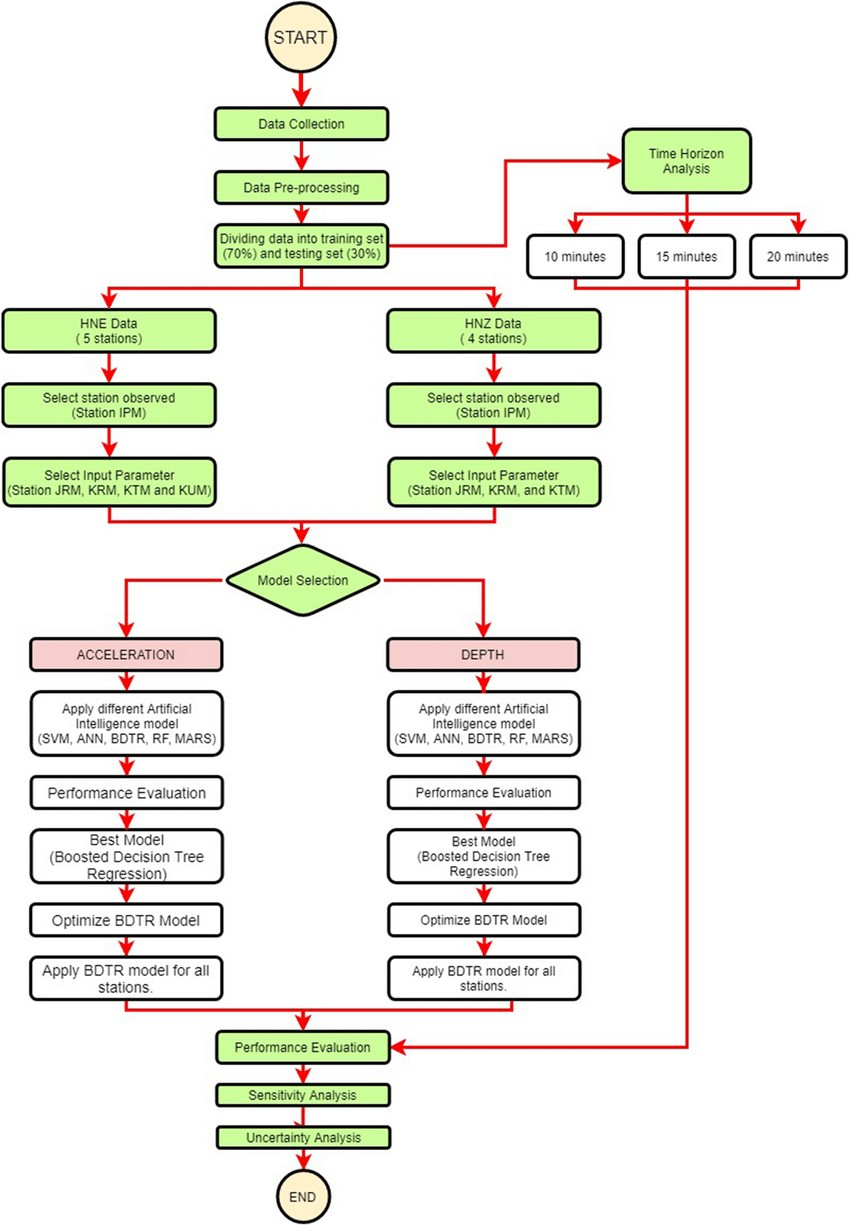 START
Data Collection
Data Pre-processing
Dividing data into training set
(70%) and testing set (30%)
Time Horizon
Analysis
10 minutes
15 minutes
20 minutes
HNE Data
( 5 stations)
HNZ Data
( 4 stations)
Select station observed
(Station IPM)
Select station observed
(Station IPM)
Select Input Parameter
(Station JRM, KRM, KTM and KUM)
Select Input Parameter
(Station JRM, KRM, and KTM)
Model Selection
ACCELERATION
DEPTH
Apply different Artificial
Intelligence model
(SVM, ANN, BDTR, RF, MARS)
Apply different Artificial
Intelligence model
(SVM, ANN, BDTR, RF, MARS)
Performance Evaluation
Performance Evaluation
Best Model
(Boosted Decision Tree
Regression)
Best Model
(Boosted Decision Tree
Regression)
Optimize BDTR Model
Optimize BDTR Model
Apply BDTR model for all
stations.
Apply BDTR model for all
stations.
Performance Evaluation
Sensitivity Analysis
Uncertainty Analysis
END